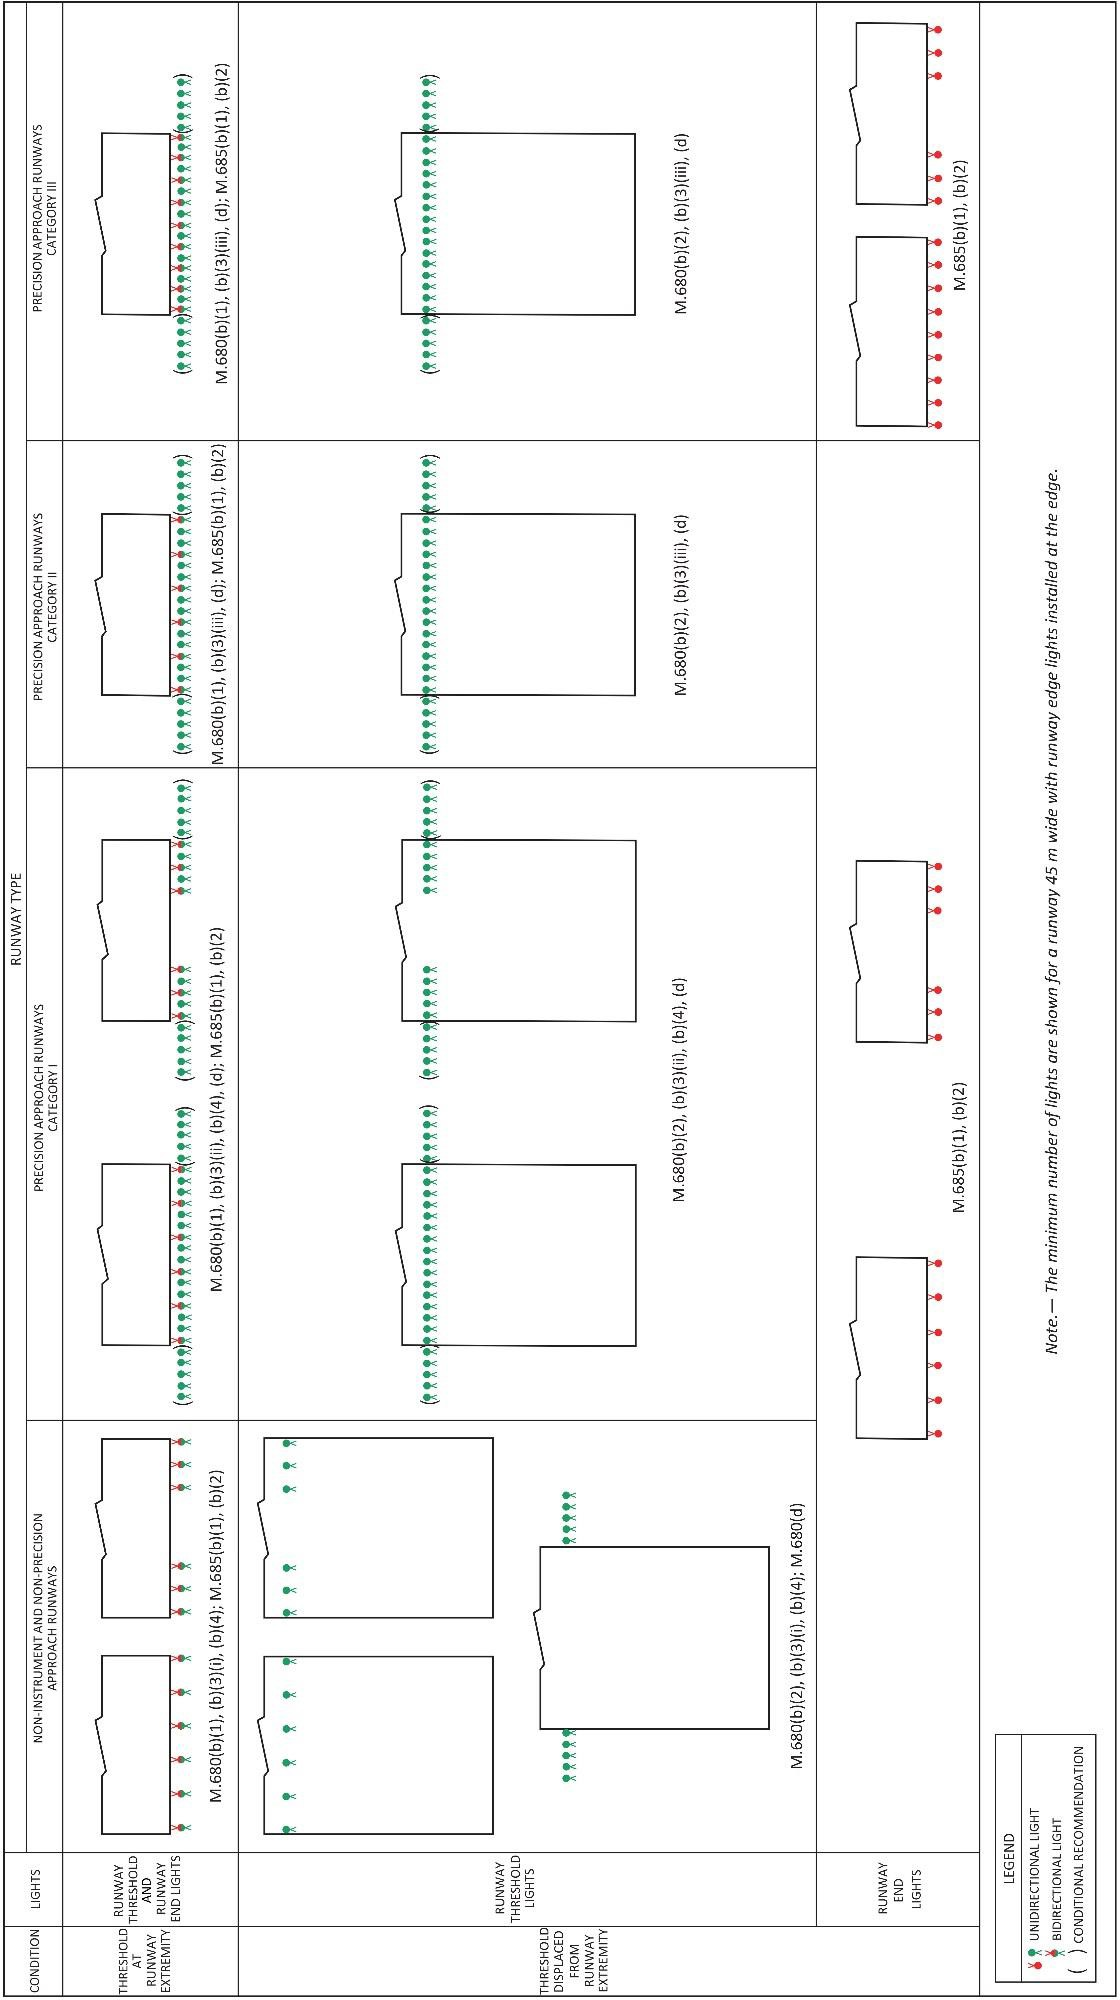 RUNWAY TYPE
CONDITION
LIGHTS
NON-INSTRUMENT AND NON-PRECISION
APPROACH RUNWAYS
PRECISION APPROACH RUNWAYS
CATEGORY I
PRECISION APPROACH RUNWAYS
CATEGORY II
PRECISION APPROACH RUNWAYS
CATEGORY III
THRESHOLD
AT
RUNWAY
EXTREMITY
RUNWAY
THRESHOLD
AND
RUNWAY
END LIGHTS
M.680(b)(1), (b)(3)(i), (b)(4); M.685(b)(1), (b)(2)
M.680(b)(1), (b)(3)(ii), (b)(4), (d); M.685(b)(1), (b)(2)
M.680(b)(1), (b)(3)(iii), (d); M.685(b)(1), (b)(2)
M.680(b)(1), (b)(3)(iii), (d); M.685(b)(1), (b)(2)
THRESHOLD
DISPLACED
FROM
RUNWAY
EXTREMITY
RUNWAY
THRESHOLD
LIGHTS
M.680(b)(2), (b)(3)(i), (b)(4); M.680(d)
M.680(b)(2), (b)(3)(ii), (b)(4), (d)
M.680(b)(2), (b)(3)(iii), (d)
M.680(b)(2), (b)(3)(iii), (d)
RUNWAY
END
LIGHTS
M.685(b)(1), (b)(2)
M.685(b)(1), (b)(2)
LEGEND
UNIDIRECTIONAL LIGHT
BIDIRECTIONAL LIGHT
( ) CONDITIONAL RECOMMENDATION
Note.— The minimum number of lights are shown for a runway 45 m wide with runway edge lights installed at the edge.